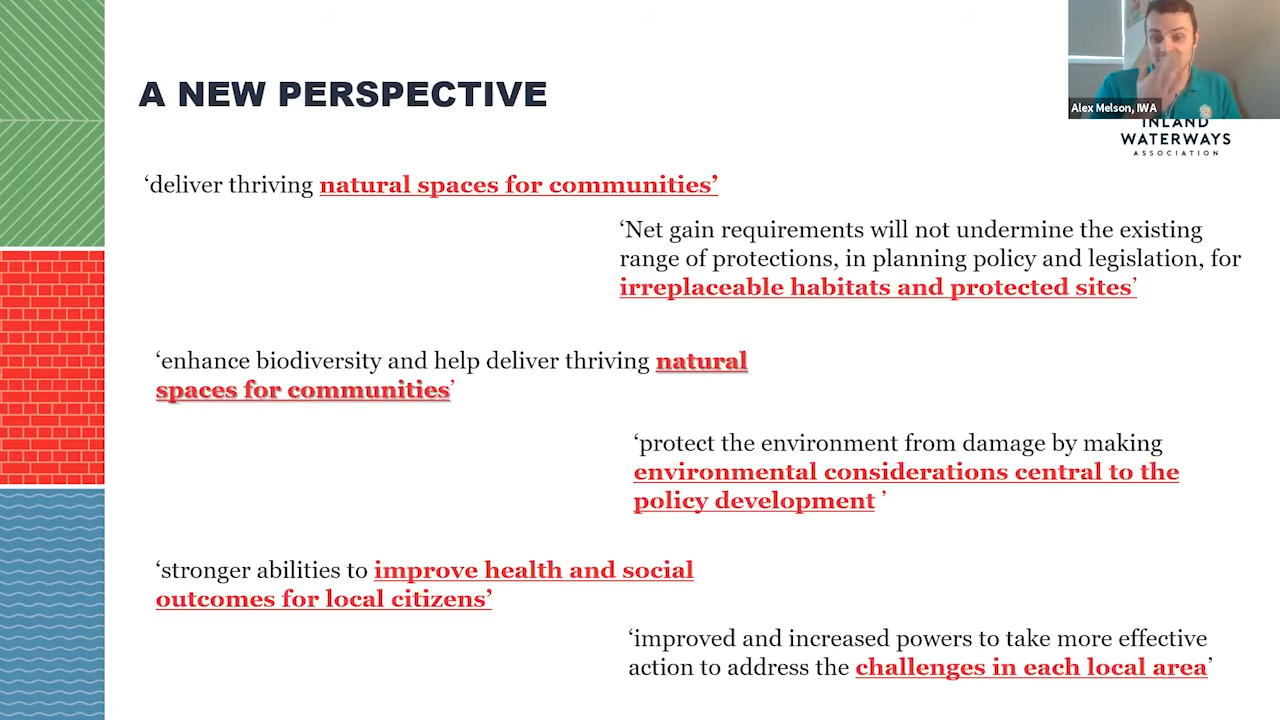 A NEW PERSPECTIVE
Alex Melson, IWA
INLAND
WATERWAYS
ASSOCIATION
‘deliver thriving natural spaces for communities’
‘Net gain requirements will not undermine the existing
range of protections, in planning policy and legislation, for
irreplaceable habitats and protected sites’
‘enhance biodiversity and help deliver thriving natural
spaces for communities’
‘protect the environment from damage by making
environmental considerations central to the
policy development ’
‘stronger abilities to improve health and social
outcomes for local citizens’
‘improved and increased powers to take more effective
action to address the challenges in each local area’